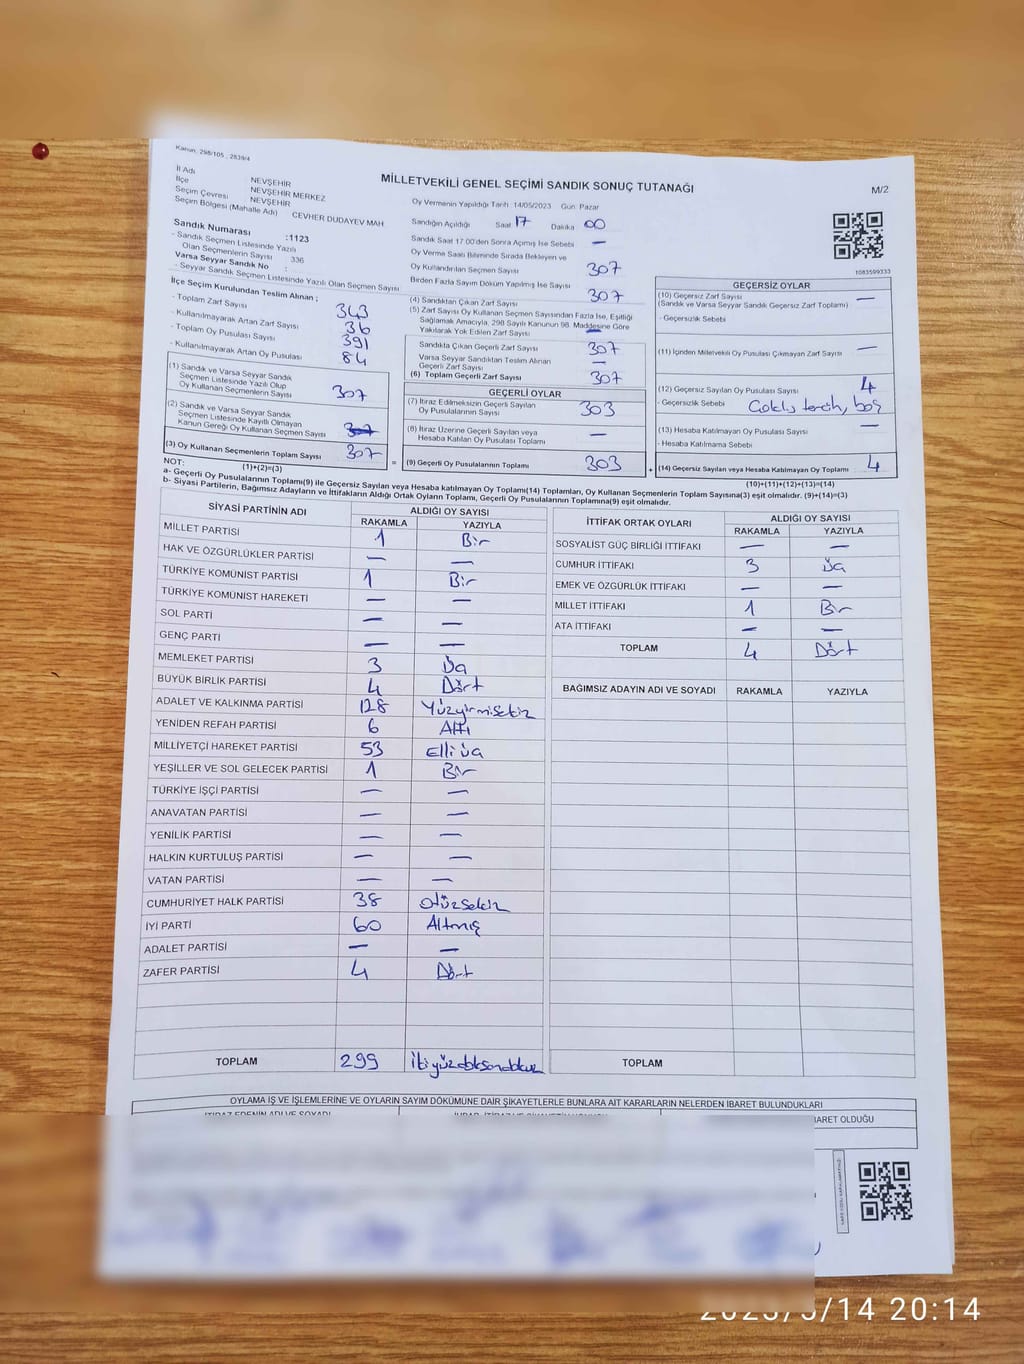 Kanun. 298/105 , 2839/4
MİLLETVEKİLİ GENEL SEÇİMİ SANDIK SONUÇ TUTANAĞI
M/2
İl Adı : NEVŞEHİR
İlçe : NEVŞEHİR MERKEZ
Seçim Çevresi : NEVŞEHİR
Seçim Bölgesi (Mahalle Adı) CEVHER DUDAYEV MAH
Sandık Numarası :1123
- Sandık Seçmen Listesinde Yazılı
Olan Seçmenlerin Sayısı : 336
Varsa Seyyar Sandık No :
- Seyyar Sandık Seçmen Listesinde Yazılı Olan Seçmen Sayısı
İlçe Seçim Kurulundan Teslim Alınan ;
- Toplam Zarf Sayısı 343
- Kullanılmayarak Artan Zarf Sayısı 36
- Toplam Oy Pusulası Sayısı 391
- Kullanılmayarak Artan Oy Pusulası 84
(1) Sandık ve Varsa Seyyar Sandık
Seçmen Listesinde Yazılı Olup
Oy Kullanan Seçmenlerin Sayısı 307
(2) Sandık ve Varsa Seyyar Sandık
Seçmen Listesinde Kayıtlı Olmayan
Kanun Gereği Oy Kullanan Seçmen Sayısı
(3) Oy Kullanan Seçmenlerin Toplam Sayısı 307
(1)+(2)=(3)
Oy Vermenin Yapıldığı Tarih: 14/05/2023 Gün: Pazar
Sandığın Açıldığı Saat 17 Dakika 00
Sandık Saat 17.00'den Sonra Açılmış İse Sebebi —
Oy Verme Saati Bitiminde Sırada Bekleyen ve
Oy Kullandırılan Seçmen Sayısı 307
Birden Fazla Sayım Döküm Yapılmış İse Sayısı
(4) Sandıktan Çıkan Zarf Sayısı 307
(5) Zarf Sayısı Oy Kullanan Seçmen Sayısından Fazla İse, Eşitliği
Sağlamak Amacıyla, 298 Sayılı Kanunun 98. Maddesine Göre
Yakılarak Yok Edilen Zarf Sayısı —
Sandıkta Çıkan Geçerli Zarf Sayısı 307
Varsa Seyyar Sandıktan Teslim Alınan
Geçerli Zarf Sayısı —
(6) Toplam Geçerli Zarf Sayısı 307
GEÇERLİ OYLAR
(7) İtiraz Edilmeksizin Geçerli Sayılan
Oy Pusulalarının Sayısı 303
(8) İtiraz Üzerine Geçerli Sayılan veya
Hesaba Katılan Oy Pusulası Toplamı —
= (9) Geçerli Oy Pusulalarının Toplamı 303 +
1083599333
GEÇERSİZ OYLAR
(10) Geçersiz Zarf Sayısı —
(Sandık ve Varsa Seyyar Sandık Geçersiz Zarf Toplamı)
- Geçersizlik Sebebi
(11) İçinden Milletvekili Oy Pusulası Çıkmayan Zarf Sayısı —
(12) Geçersiz Sayılan Oy Pusulası Sayısı 4
- Geçersizlik Sebebi Çoklu tercih, boş
(13) Hesaba Katılmayan Oy Pusulası Sayısı —
- Hesaba Katılmama Sebebi
(14) Geçersiz Sayılan veya Hesaba Katılmayan Oy Toplamı 4
(10)+(11)+(12)+(13)=(14)
NOT:
a- Geçerli Oy Pusulalarının Toplamı(9) ile Geçersiz Sayılan veya Hesaba katılmayan Oy Toplamı(14) Toplamları, Oy Kullanan Seçmenlerin Toplam Sayısına(3) eşit olmalıdır. (9)+(14)=(3)
b- Siyasi Partilerin, Bağımsız Adayların ve İttifakların Aldığı Ortak Oyların Toplamı, Geçerli Oy Pusulalarının Toplamına(9) eşit olmalıdır.
SİYASİ PARTİNİN ADI ALDIĞI OY SAYISI
RAKAMLA YAZIYLA
MİLLET PARTİSİ 1 Bir
HAK VE ÖZGÜRLÜKLER PARTİSİ — —
TÜRKİYE KOMÜNİST PARTİSİ 1 Bir
TÜRKİYE KOMÜNİST HAREKETİ — —
SOL PARTİ — —
GENÇ PARTİ — —
MEMLEKET PARTİSİ 3 Üç
BÜYÜK BİRLİK PARTİSİ 4 Dört
ADALET VE KALKINMA PARTİSİ 128 Yüzyirmisekiz
YENİDEN REFAH PARTİSİ 6 Altı
MİLLİYETÇİ HAREKET PARTİSİ 53 Elliüç
YEŞİLLER VE SOL GELECEK PARTİSİ 1 Bir
TÜRKİYE İŞÇİ PARTİSİ — —
ANAVATAN PARTİSİ — —
YENİLİK PARTİSİ — —
HALKIN KURTULUŞ PARTİSİ — —
VATAN PARTİSİ — —
CUMHURİYET HALK PARTİSİ 38 otuzsekiz
İYİ PARTİ 60 Altmış
ADALET PARTİSİ — —
ZAFER PARTİSİ 4 Dört
TOPLAM 299 ikiyüzdoksandokuz
İTTİFAK ORTAK OYLARI ALDIĞI OY SAYISI
RAKAMLA YAZIYLA
SOSYALİST GÜÇ BİRLİĞİ İTTİFAKI — —
CUMHUR İTTİFAKI 3 Üç
EMEK VE ÖZGÜRLÜK İTTİFAKI — —
MİLLET İTTİFAKI 1 Bir
ATA İTTİFAKI — —
TOPLAM 4 Dört
BAĞIMSIZ ADAYIN ADI VE SOYADI RAKAMLA YAZIYLA
TOPLAM
OYLAMA İŞ VE İŞLEMLERİNE VE OYLARIN SAYIM DÖKÜMÜNE DAİR ŞİKAYETLERLE BUNLARA AİT KARARLARIN NELERDEN İBARET BULUNDUKLARI
İTİRAZ EDENİN ADI VE SOYADI
BARET OLDUĞU
2023/5/14 20:14